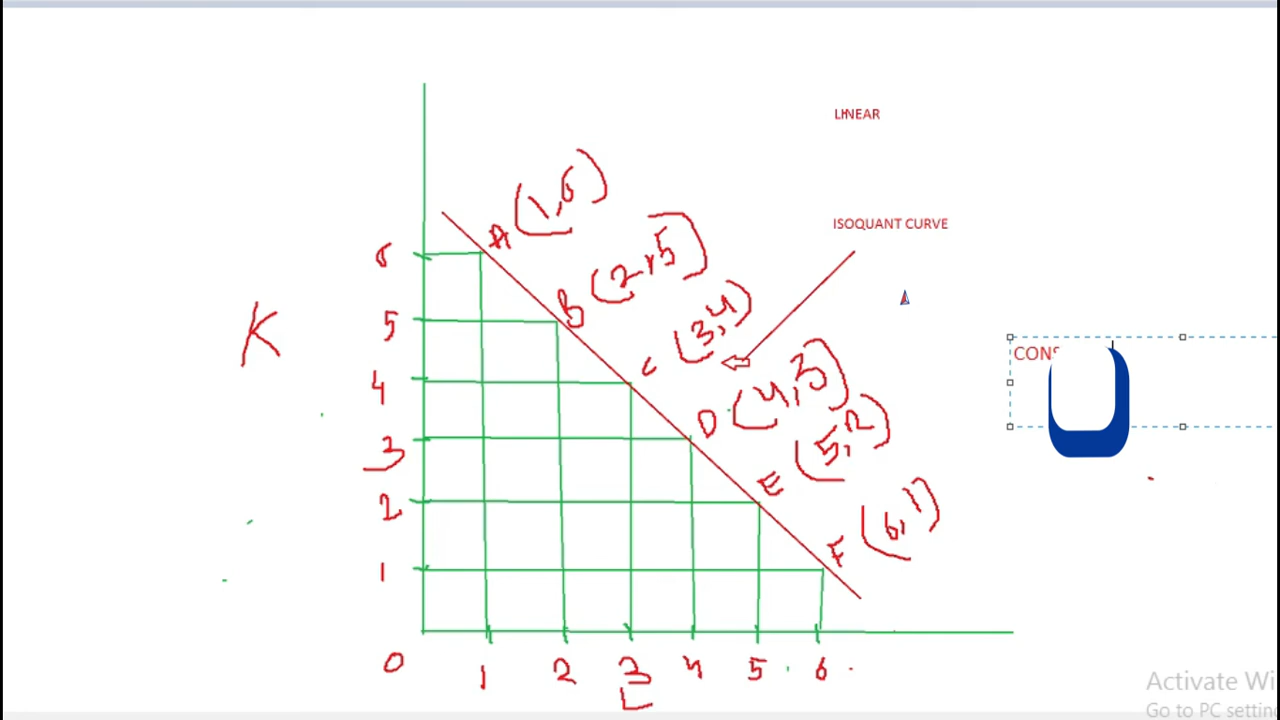 LINEAR
A (1,6)
ISOQUANT CURVE
6
B (2,5)
K
5
C (3,4)
CONS
4
D (4,3)
3
E (5,2)
2
F (6,1)
1
0 1 2 3 4 5 6
L
Activate Wi
Go to PC setting